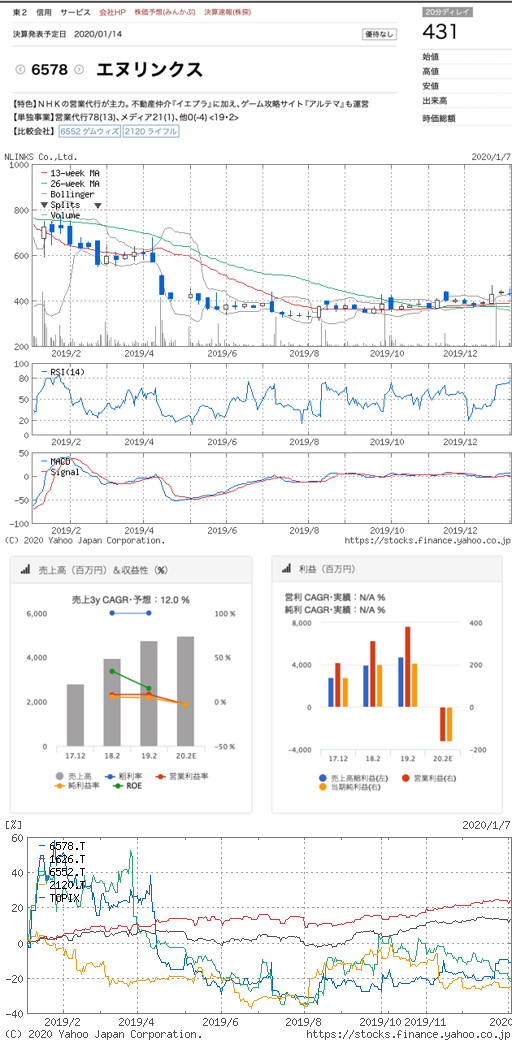 東２ 信用 サービス 会社HP 株価予想(みんかぶ) 決算速報(株探)
20分ディレイ
431
決算発表予定日 2020/01/14
優待なし
始値
高値
安値
出来高
時価総額
6578 エヌリンクス
【特色】ＮＨＫの営業代行が主力。不動産仲介『イエプラ』に加え、ゲーム攻略サイト『アルテマ』も運営
【単独事業】営業代行78(13)、メディア21(1)、他0(-4) <19・2>
【比較会社】 6552 ゲムウィズ 2120 ライフル
NLINKS Co.,Ltd.
2020/1/7
1000
800
600
400
200
13-week MA
26-week MA
Bollinger
Splits
Volume
2019/2 2019/4 2019/6 2019/8 2019/10 2019/12
100
80
50
20
0
RSI(14)
2019/2 2019/4 2019/6 2019/8 2019/10 2019/12
50
0
-50
-100
MACD
Signal
2019/2 2019/4 2019/6 2019/8 2019/10 2019/12
(C) 2020 Yahoo Japan Corporation.
https://stocks.finance.yahoo.co.jp/
売上高（百万円）＆収益性（%）
売上3y CAGR・予想：12.0 %
6,000
4,000
2,000
0
100 %
50 %
0 %
-50 %
17.12 18.2 19.2 20.2E
売上高 粗利率 営業利益率
純利益率 ROE
利益（百万円）
営利 CAGR・実績：N/A %
純利 CAGR・実績：N/A %
8,000
4,000
0
-4,000
400
200
0
-200
17.12 18.2 19.2 20.2E
売上高総利益(左) 営業利益(右)
当期純利益(右)
[%]
2020/1/7
60
40
20
0
-20
-40
6578.T
1626.T
6552.T
2120.T
TOPIX
2019/2 2019/4 2019/6 2019/8 2019/10 2019/11 2020
(C) 2020 Yahoo Japan Corporation.
https://stocks.finance.yahoo.co.jp/